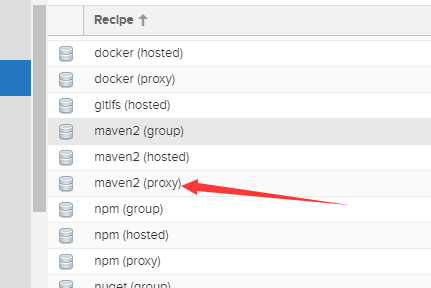 Recipe
docker (hosted)
docker (proxy)
gitlfs (hosted)
maven2 (group)
maven2 (hosted)
maven2 (proxy)
npm (group)
npm (hosted)
npm (proxy)
nuget (group)